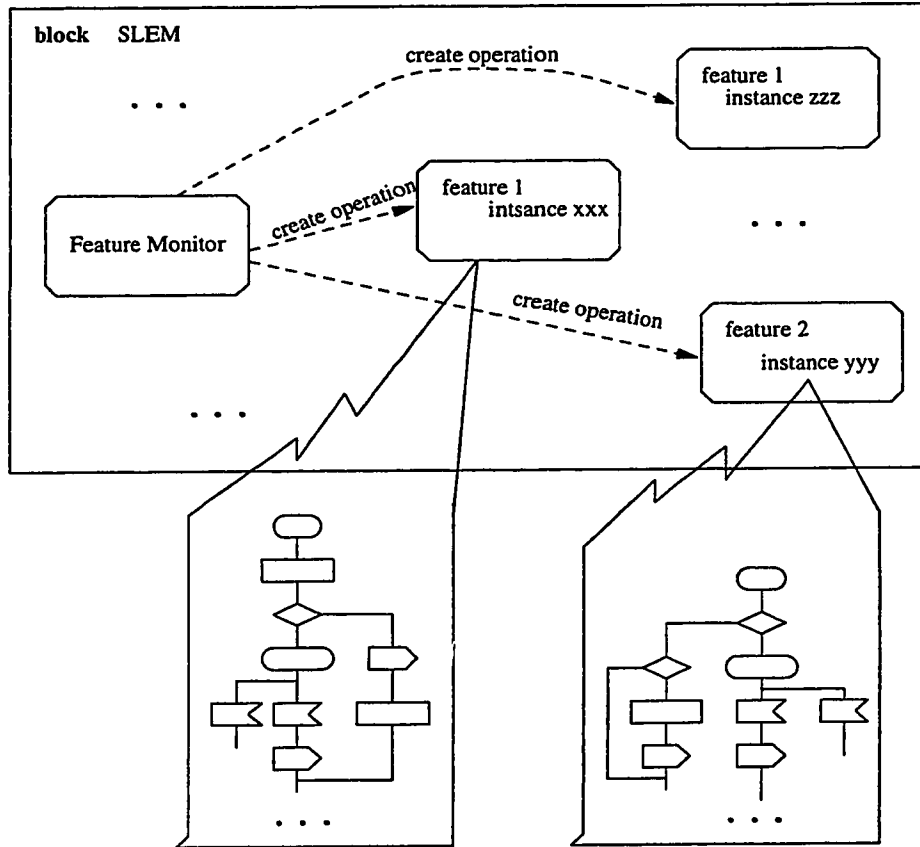 block SLEM
create operation
feature 1
instance zzz
. . .
feature 1
intsance xxx
create operation
. . .
Feature Monitor
create operation
feature 2
instance yyy
. . .
. . .
. . .